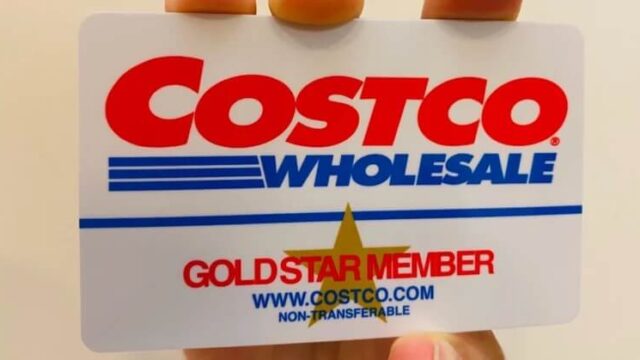 COSTCO®
WHOLESALE
GOLD STAR MEMBER
WWW.COSTCO.COM
NON-TRANSFERABLE